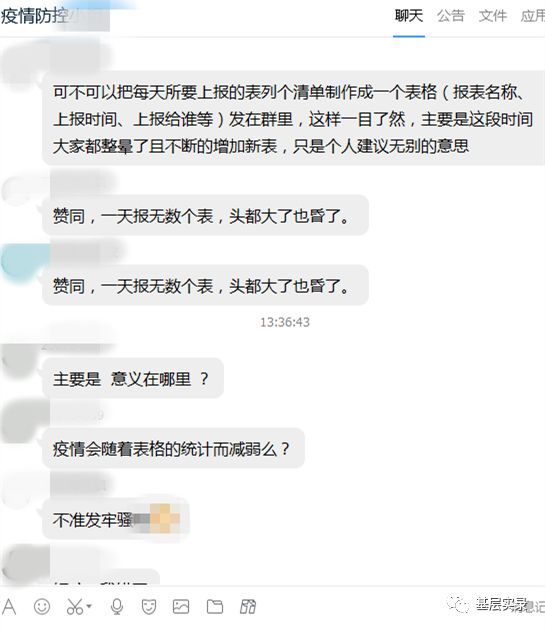 疫情防控
聊天 公告 文件 应用
可不可以把每天所要上报的表列个清单制作成一个表格（报表名称、
上报时间、上报给谁等）发在群里，这样一目了然，主要是这段时间
大家都整晕了且不断的增加新表，只是个人建议无别的意思
赞同，一天报无数个表，头都大了也昏了。
赞同，一天报无数个表，头都大了也昏了。
13:36:43
主要是  意义在哪里 ？
疫情会随着表格的统计而减弱么？
不准发牢骚
基层实录